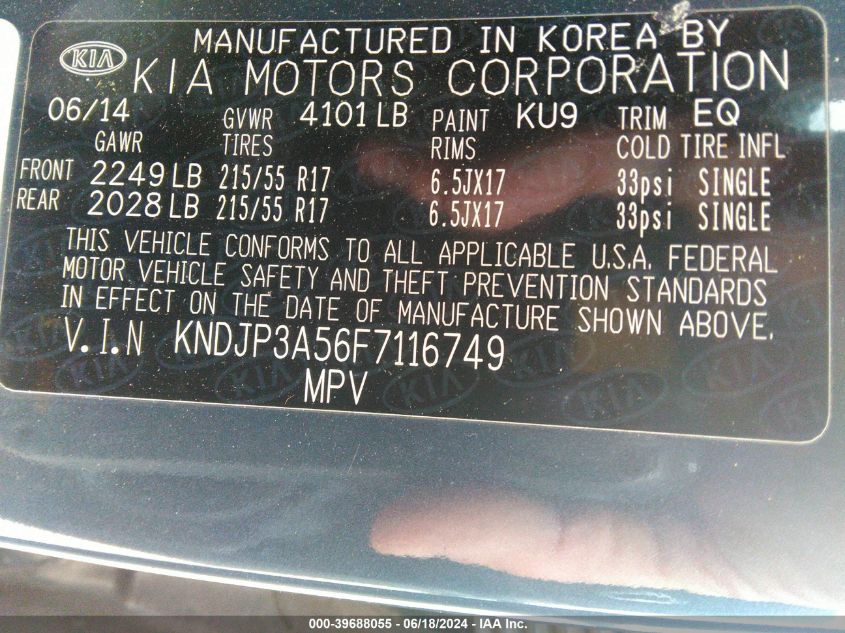 KIA
MANUFACTURED IN KOREA BY
KIA MOTORS CORPORATION
06/14 GVWR 4101 LB PAINT KU9 TRIM EQ
GAWR TIRES RIMS COLD TIRE INFL
FRONT 2249 LB 215/55 R17 6.5JX17 33psi SINGLE
REAR 2028 LB 215/55 R17 6.5JX17 33psi SINGLE
THIS VEHICLE CONFORMS TO ALL APPLICABLE U.S.A. FEDERAL
MOTOR VEHICLE SAFETY AND THEFT PREVENTION STANDARDS
IN EFFECT ON THE DATE OF MANUFACTURE SHOWN ABOVE.
V.I.N KNDJP3A56F7116749
MPV
000-39688055 - 06/18/2024 - IAA Inc.